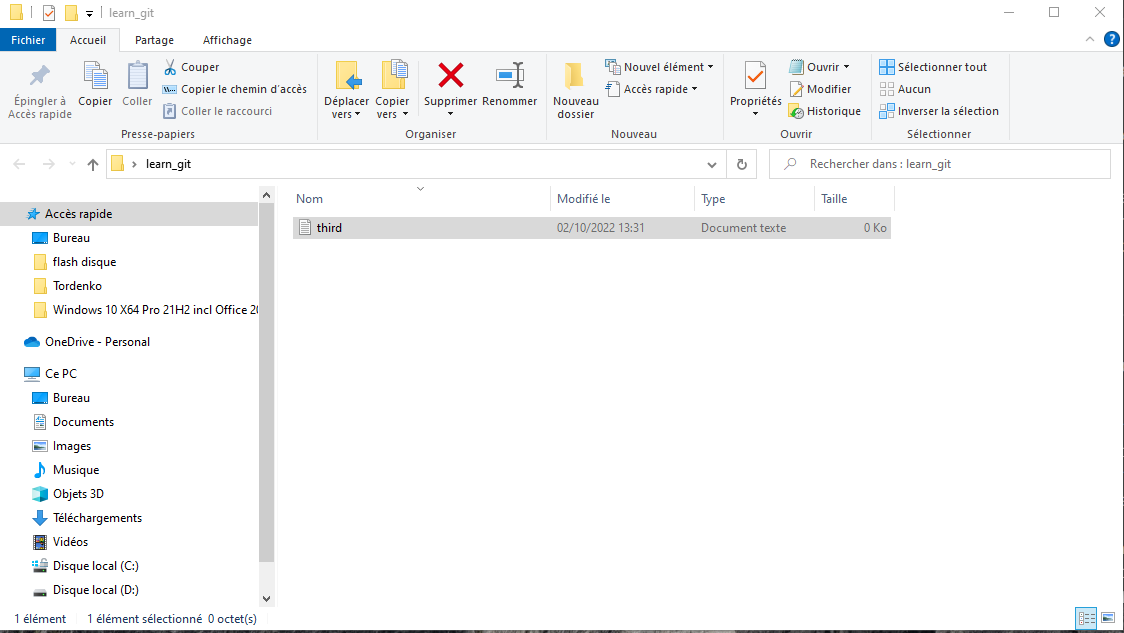 learn_git
Fichier Accueil Partage Affichage
Épingler à Accès rapide
Copier
Coller
Couper
Copier le chemin d'accès
Coller le raccourci
Presse-papiers
Déplacer vers
Copier vers
Supprimer
Renommer
Organiser
Nouveau dossier
Nouvel élément
Accès rapide
Nouveau
Propriétés
Ouvrir
Modifier
Historique
Ouvrir
Sélectionner tout
Aucun
Inverser la sélection
Sélectionner
learn_git
Rechercher dans : learn_git
Accès rapide
Bureau
flash disque
Tordenko
Windows 10 X64 Pro 21H2 incl Office 20
OneDrive - Personal
Ce PC
Bureau
Documents
Images
Musique
Objets 3D
Téléchargements
Vidéos
Disque local (C:)
Disque local (D:)
Nom Modifié le Type Taille
third 02/10/2022 13:31 Document texte 0 Ko
1 élément 1 élément sélectionné 0 octet(s)